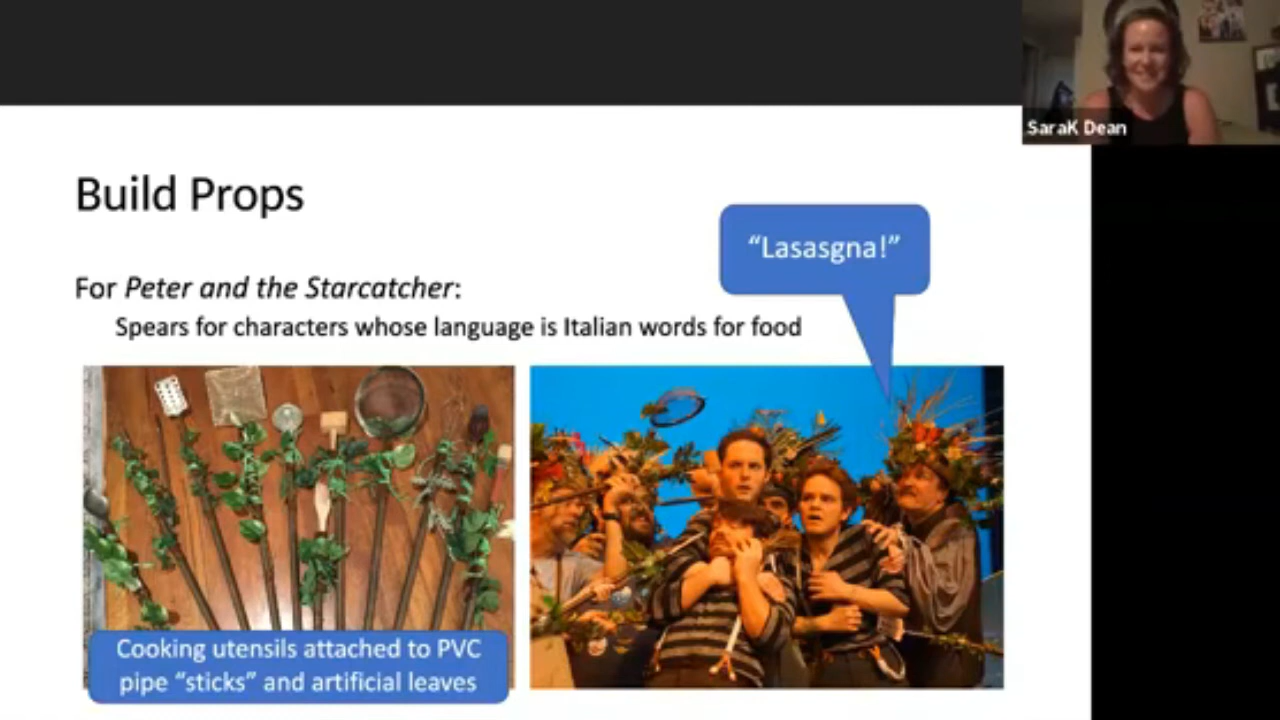 SaraK Dean
Build Props
“Lasasgna!”
For Peter and the Starcatcher:
Spears for characters whose language is Italian words for food
Cooking utensils attached to PVC
pipe “sticks” and artificial leaves